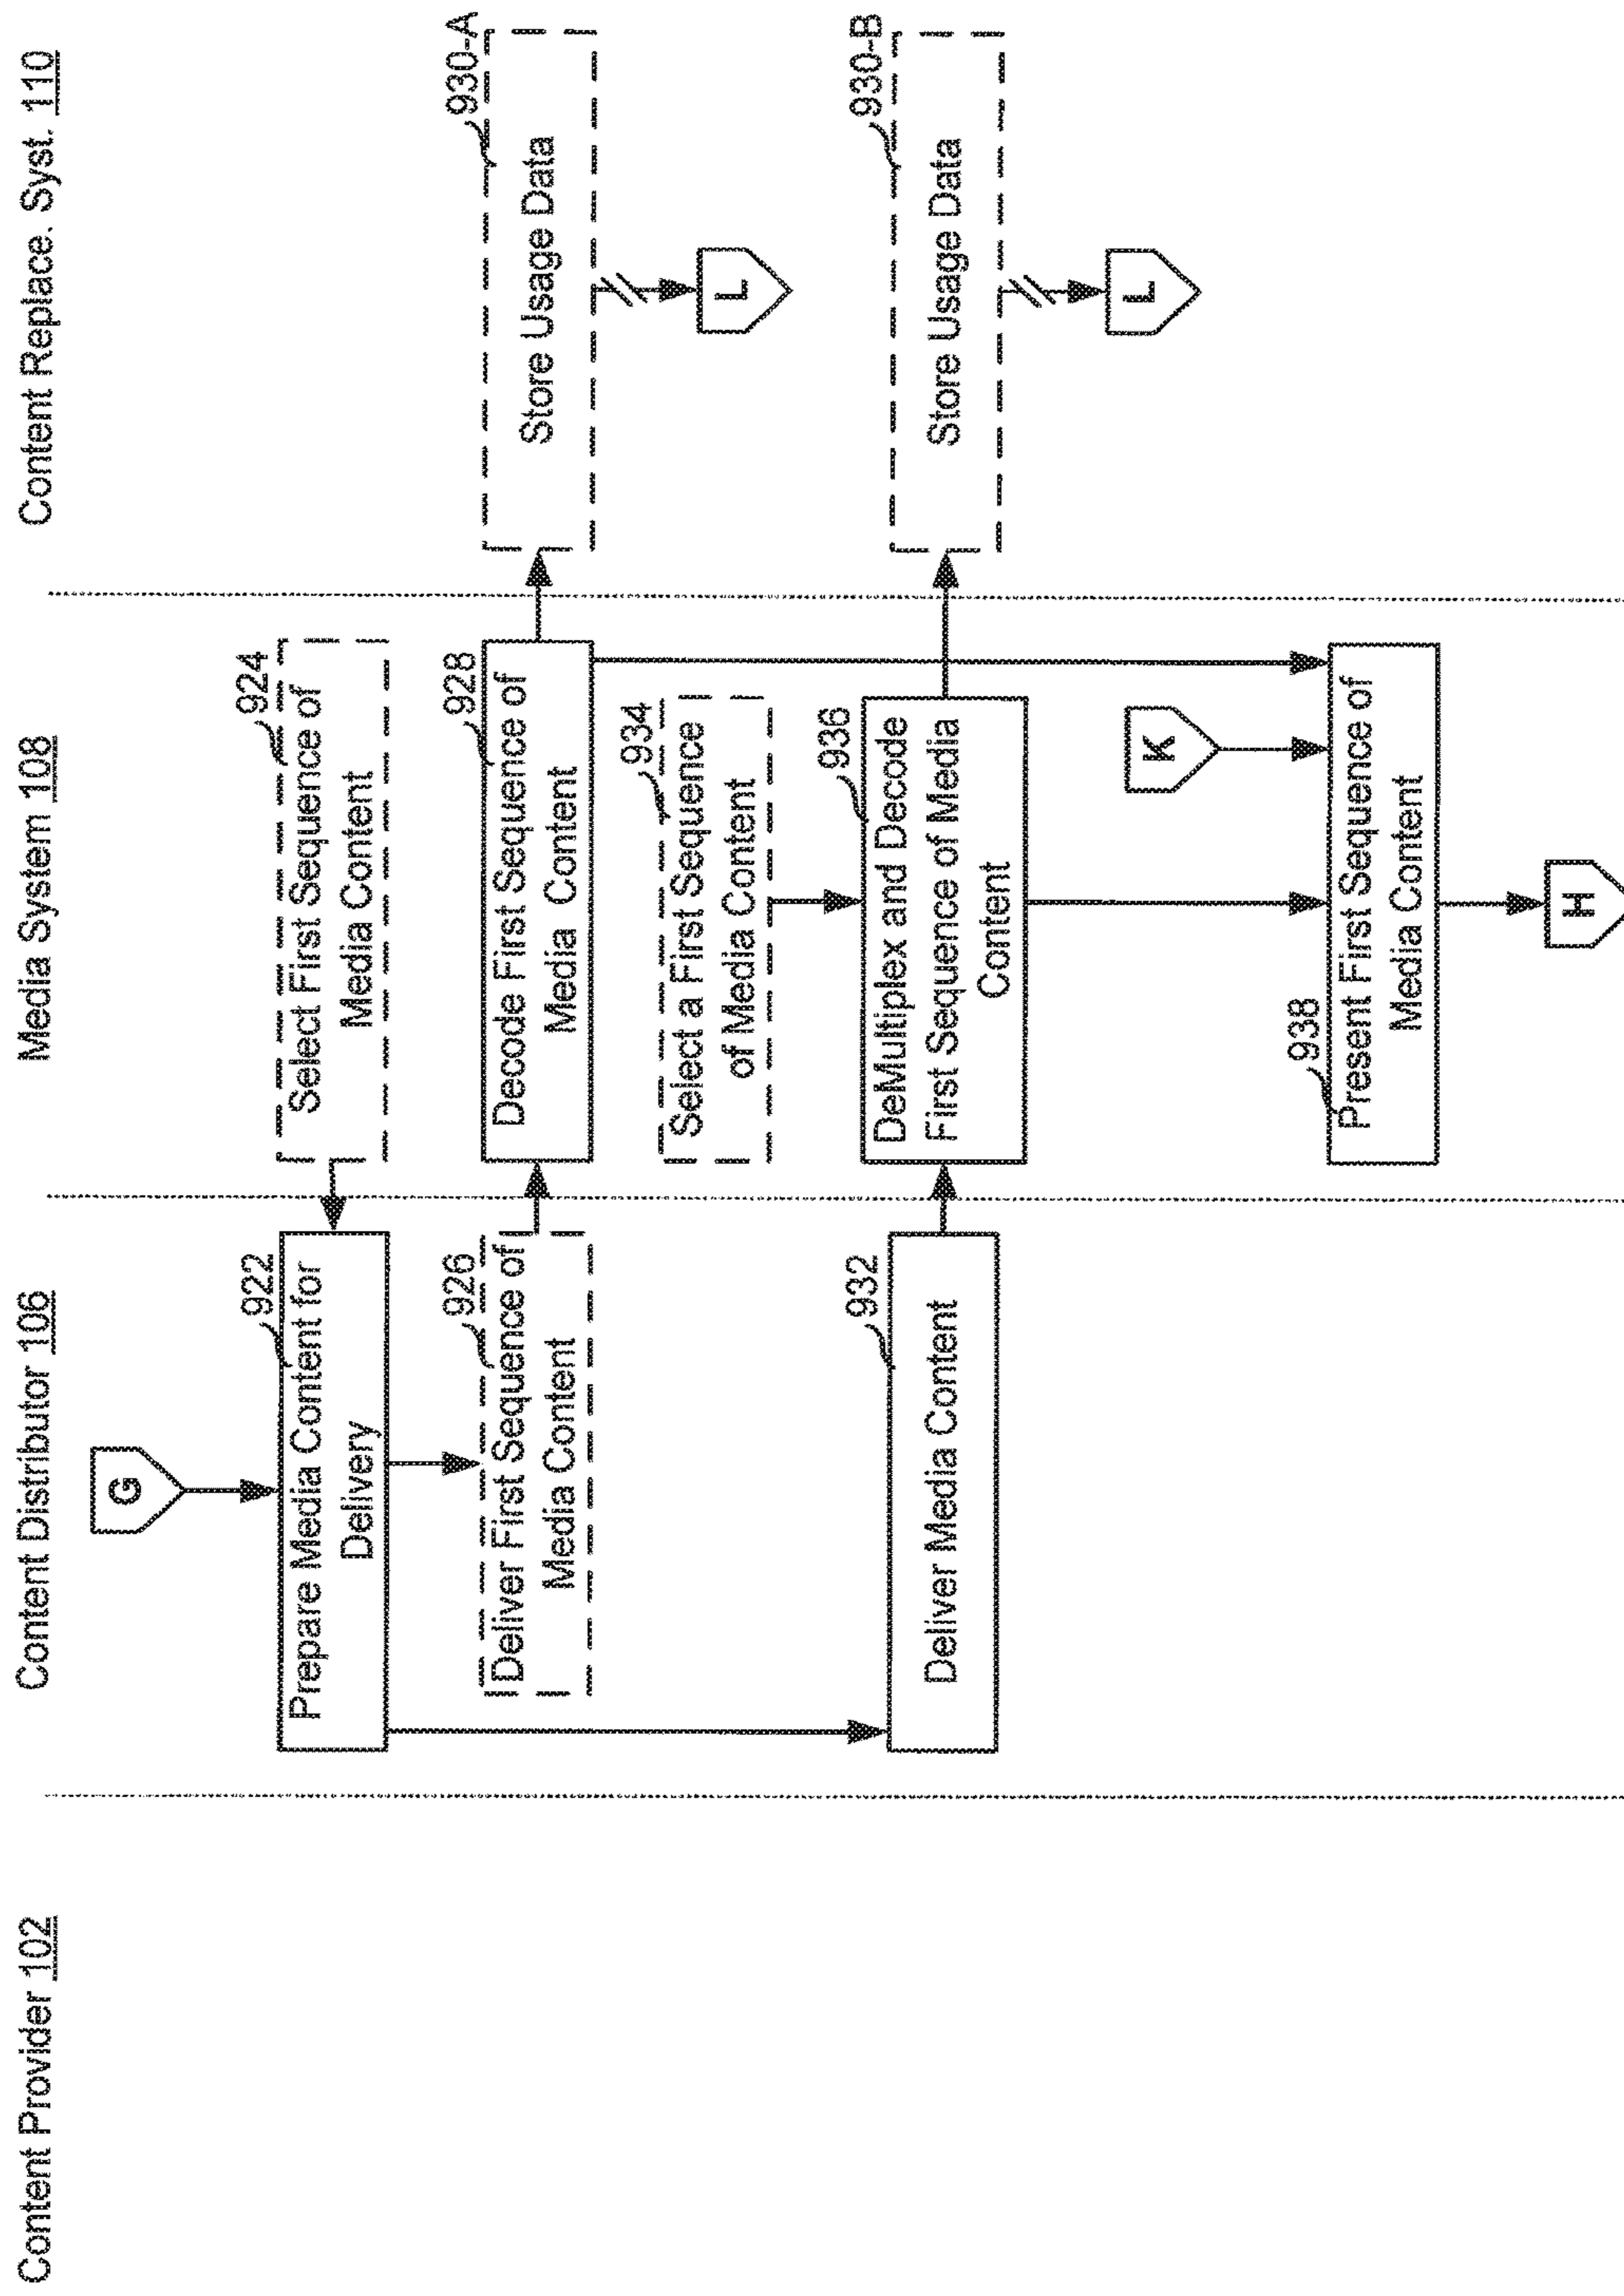 Content Provider 102
Content Distributor 106
Media System 108
Content Replace. Syst. 110
G
922
Prepare Media Content for
Delivery
924
Select First Sequence of
Media Content
926
Deliver First Sequence of
Media Content
928
Decode First Sequence of
Media Content
930-A
Store Usage Data
L
934
Select a First Sequence
of Media Content
932
Deliver Media Content
936
DeMultiplex and Decode
First Sequence of Media
Content
930-B
Store Usage Data
L
K
938
Present First Sequence of
Media Content
H